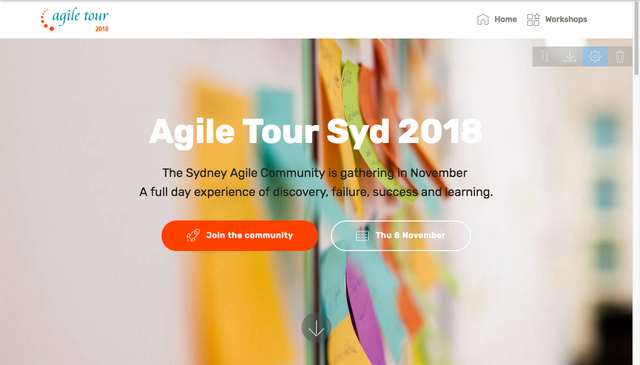 agile tour
2018
Home
Workshops
Agile Tour Syd 2018
The Sydney Agile Community is gathering in November
A full day experience of discovery, failure, success and learning.
Join the community
Thu 8 November